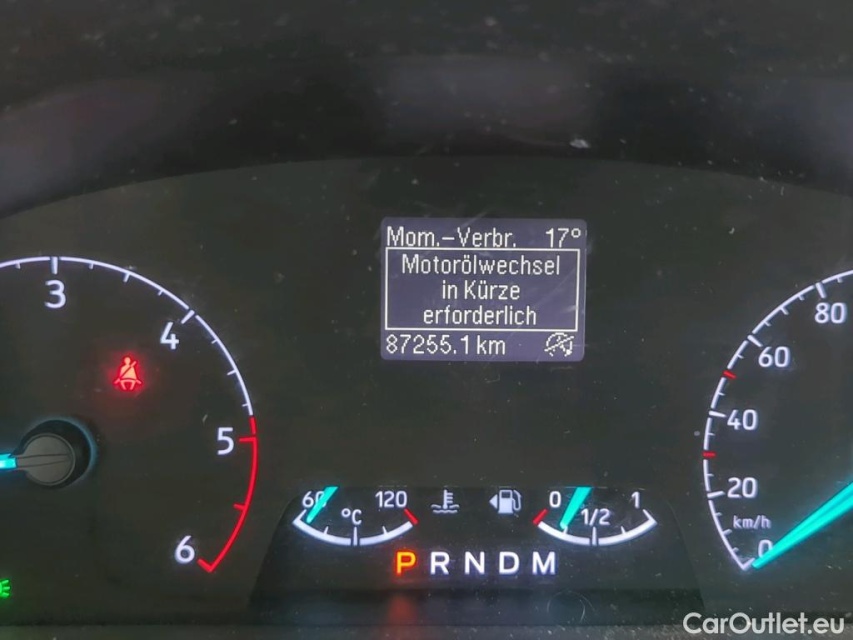 Mom.-Verbr. 17°
Motorölwechsel
in Kürze
erforderlich
87255.1 km
3
4
5
6
80
60
40
20
km/h
0
60 °C 120
0 1/2 1
P R N D M
CarOutlet.eu